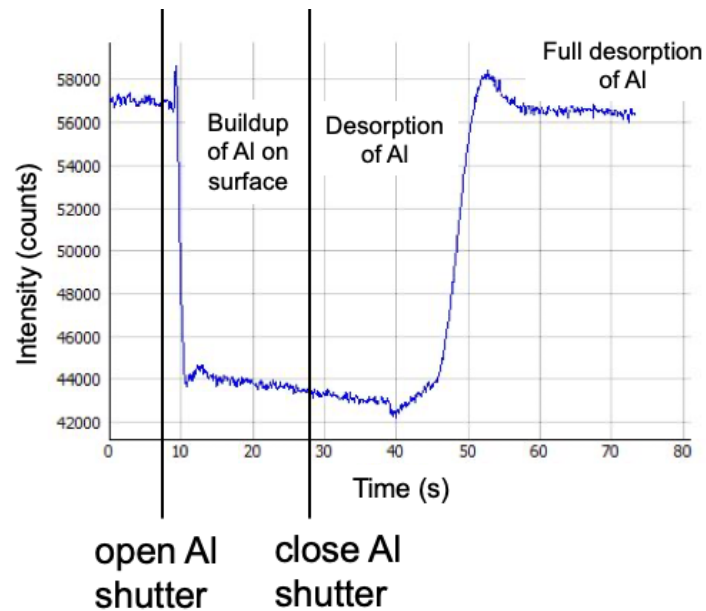 Full desorption
of Al
Buildup
of Al on
surface
Desorption
of Al
58000
56000
54000
52000
50000
48000
46000
44000
42000
Intensity (counts)
0 10 20 30 40 50 60 70 80
Time (s)
open Al
shutter
close Al
shutter